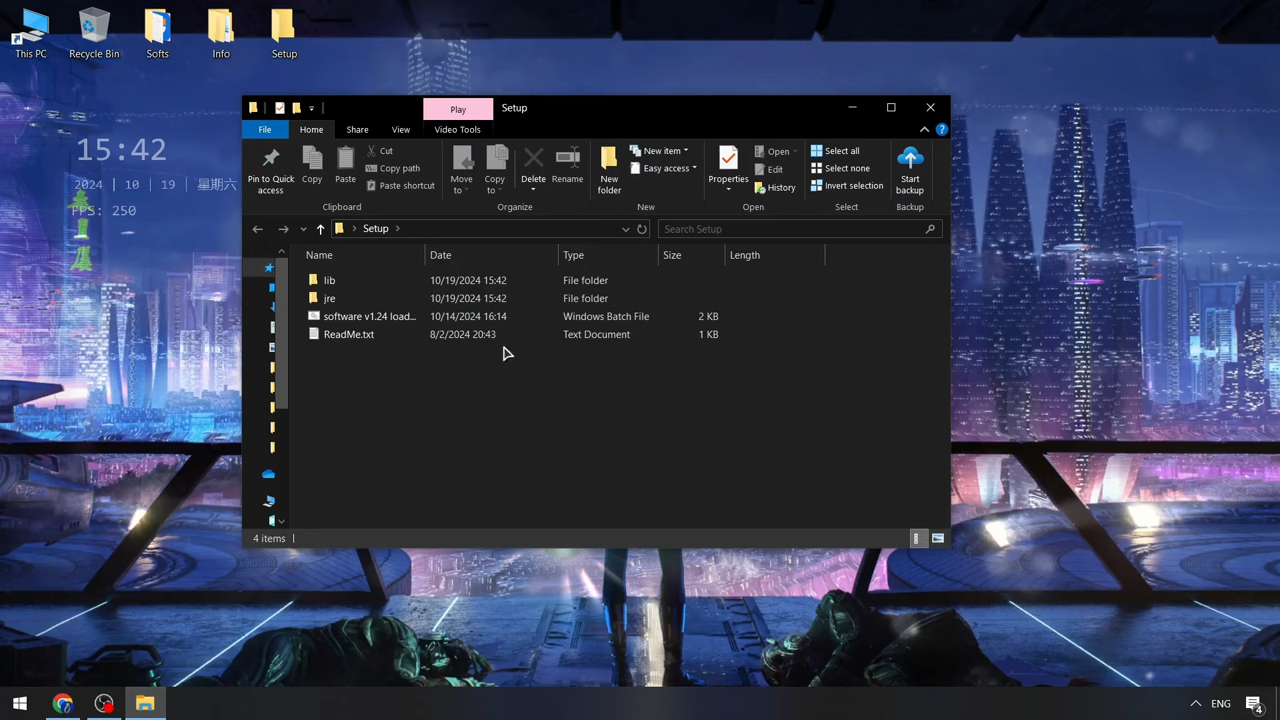 This PC
Recycle Bin
Softs
Info
Setup
15:42
2024 | 10 | 19 | 星期六
FPS: 250
Play
Setup
File
Home
Share
View
Video Tools
Pin to Quick access
Copy
Paste
Cut
Copy path
Paste shortcut
Clipboard
Move to
Copy to
Delete
Rename
Organize
New folder
New item
Easy access
New
Properties
Open
Edit
History
Open
Select all
Select none
Invert selection
Select
Start backup
Backup
Setup
Search Setup
Name
Date
Type
Size
Length
lib
10/19/2024 15:42
File folder
jre
10/19/2024 15:42
File folder
software v1.24 load...
10/14/2024 16:14
Windows Batch File
2 KB
ReadMe.txt
8/2/2024 20:43
Text Document
1 KB
4 items
ENG
4